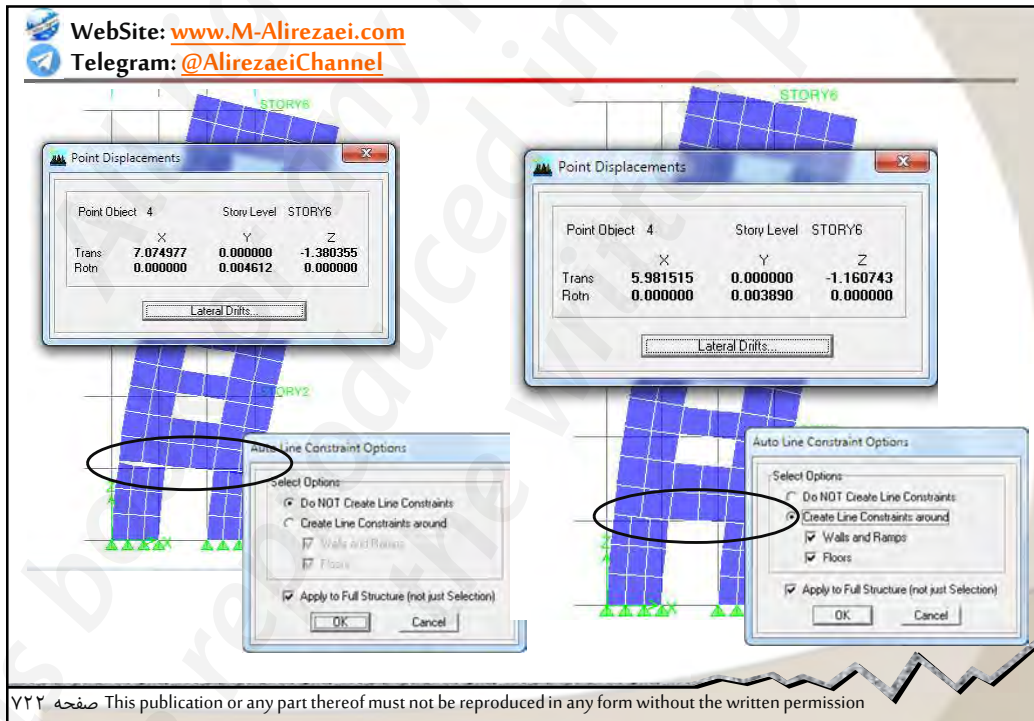 WebSite: www.M-Alirezaei.com
Telegram: @AlirezaeiChannel
STORY6
Point Displacements
Point Object 4 Story Level STORY6
X Y Z
Trans 7.074977 0.000000 -1.380355
Rotn 0.000000 0.004612 0.000000
Lateral Drifts...
STORY2
Auto Line Constraint Options
Select Options
Do NOT Create Line Constraints
Create Line Constraints around
Walls and Ramps
Floors
Apply to Full Structure (not just Selection)
OK Cancel
X
STORY6
Point Displacements
Point Object 4 Story Level STORY6
X Y Z
Trans 5.981515 0.000000 -1.160743
Rotn 0.000000 0.003890 0.000000
Lateral Drifts...
Auto Line Constraint Options
Select Options
Do NOT Create Line Constraints
Create Line Constraints around
Walls and Ramps
Floors
Apply to Full Structure (not just Selection)
OK Cancel
Z
X
صفحه ۷۲۲ This publication or any part thereof must not be reproduced in any form without the written permission